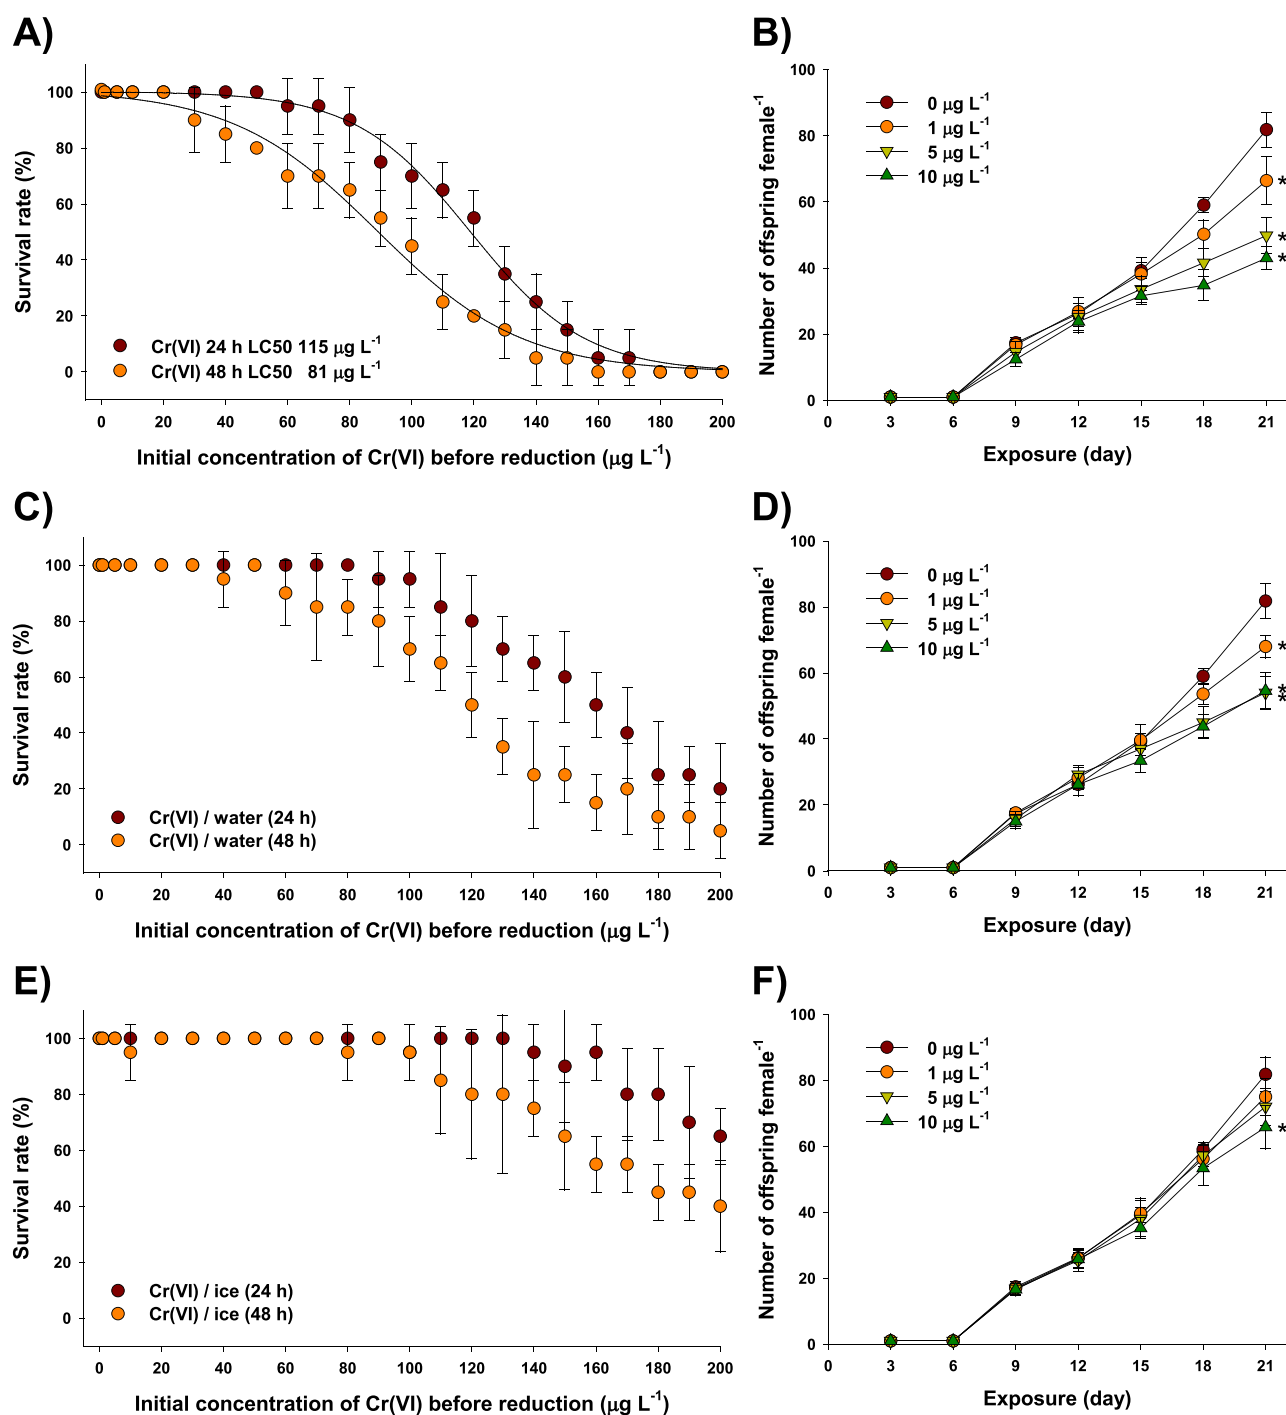 A)
Survival rate (%)
100
80
60
40
20
0
Cr(VI) 24 h LC50 115 µg L⁻¹
Cr(VI) 48 h LC50 81 µg L⁻¹
0 20 40 60 80 100 120 140 160 180 200
Initial concentration of Cr(VI) before reduction (µg L⁻¹)
B)
Number of offspring female⁻¹
100
80
60
40
20
0
0 µg L⁻¹
1 µg L⁻¹
5 µg L⁻¹
10 µg L⁻¹
*
*
*
0 3 6 9 12 15 18 21
Exposure (day)
C)
Survival rate (%)
100
80
60
40
20
0
Cr(VI) / water (24 h)
Cr(VI) / water (48 h)
0 20 40 60 80 100 120 140 160 180 200
Initial concentration of Cr(VI) before reduction (µg L⁻¹)
D)
Number of offspring female⁻¹
100
80
60
40
20
0
0 µg L⁻¹
1 µg L⁻¹
5 µg L⁻¹
10 µg L⁻¹
*
*
*
0 3 6 9 12 15 18 21
Exposure (day)
E)
Survival rate (%)
100
80
60
40
20
0
Cr(VI) / ice (24 h)
Cr(VI) / ice (48 h)
0 20 40 60 80 100 120 140 160 180 200
Initial concentration of Cr(VI) before reduction (µg L⁻¹)
F)
Number of offspring female⁻¹
100
80
60
40
20
0
0 µg L⁻¹
1 µg L⁻¹
5 µg L⁻¹
10 µg L⁻¹
*
0 3 6 9 12 15 18 21
Exposure (day)